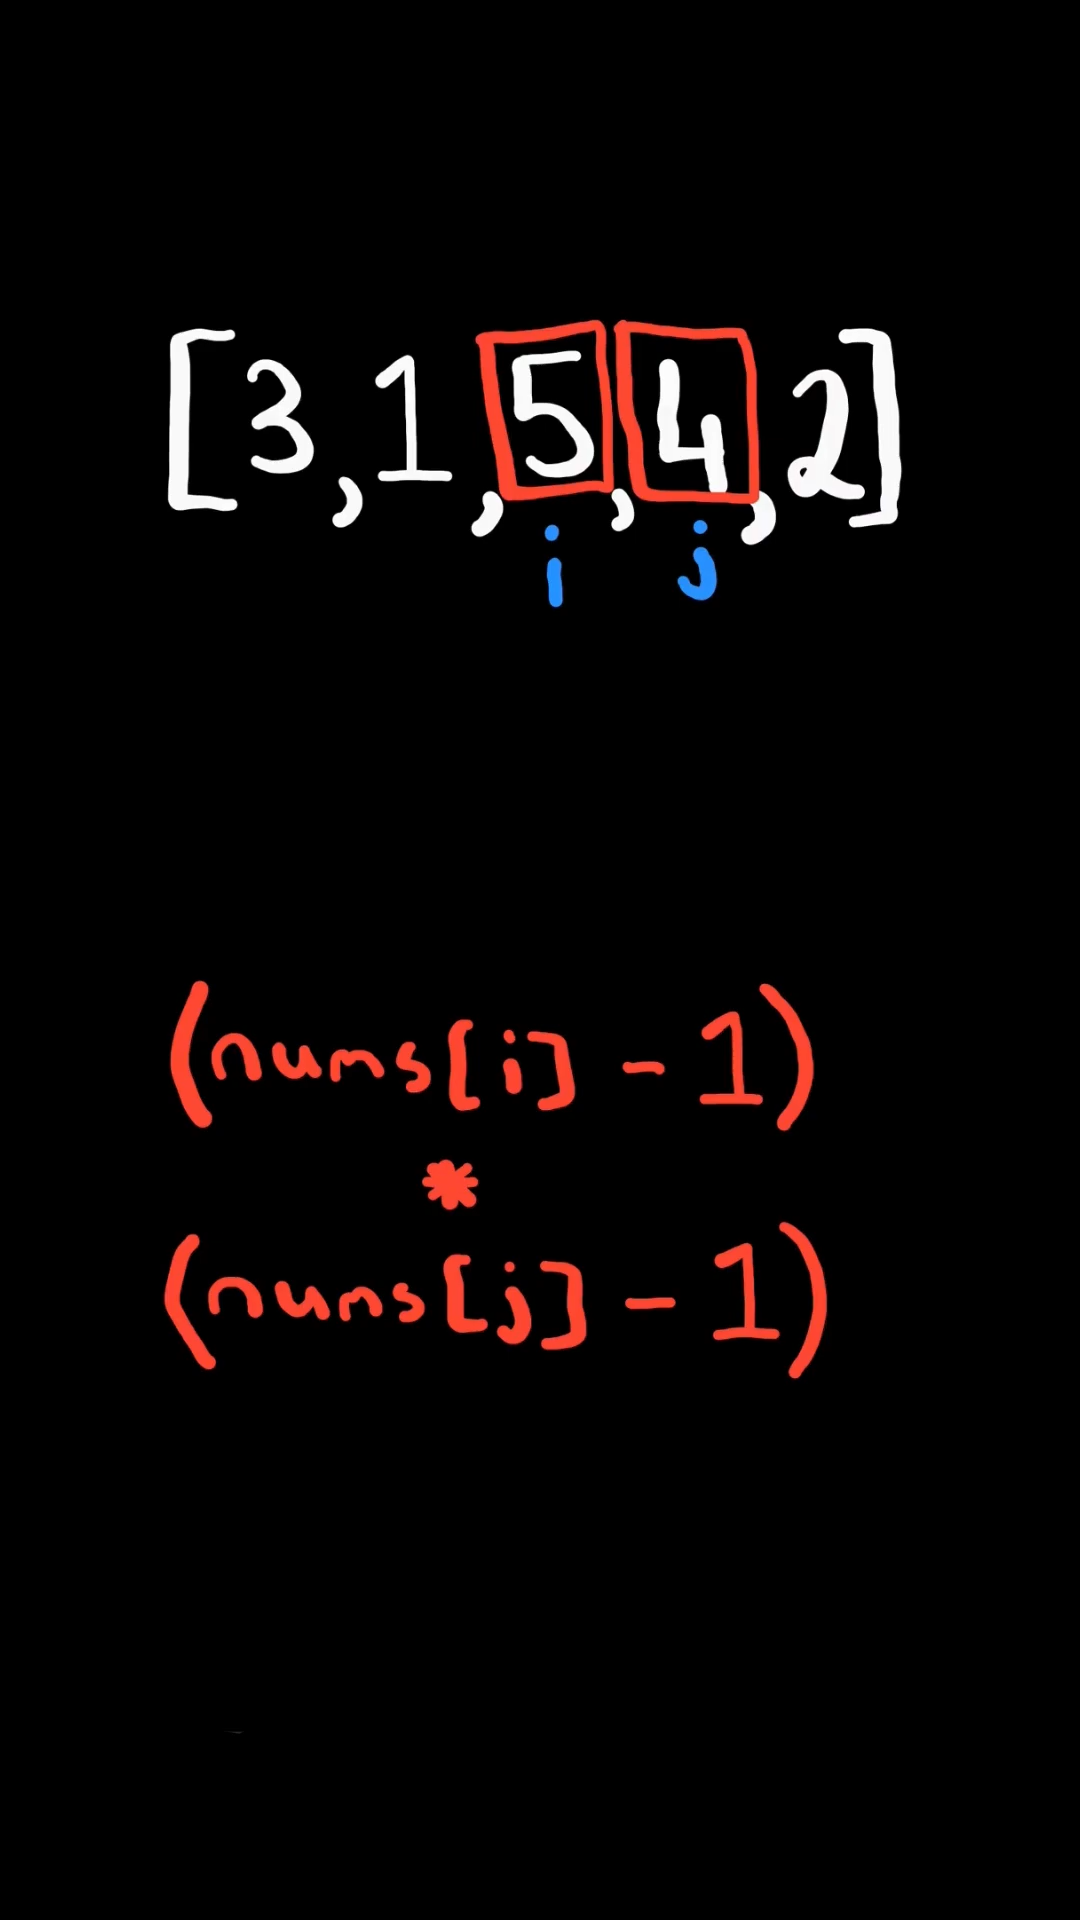 [3,1,5,4,2]
i j
(nums[i] - 1)
*
(nums[j] - 1)